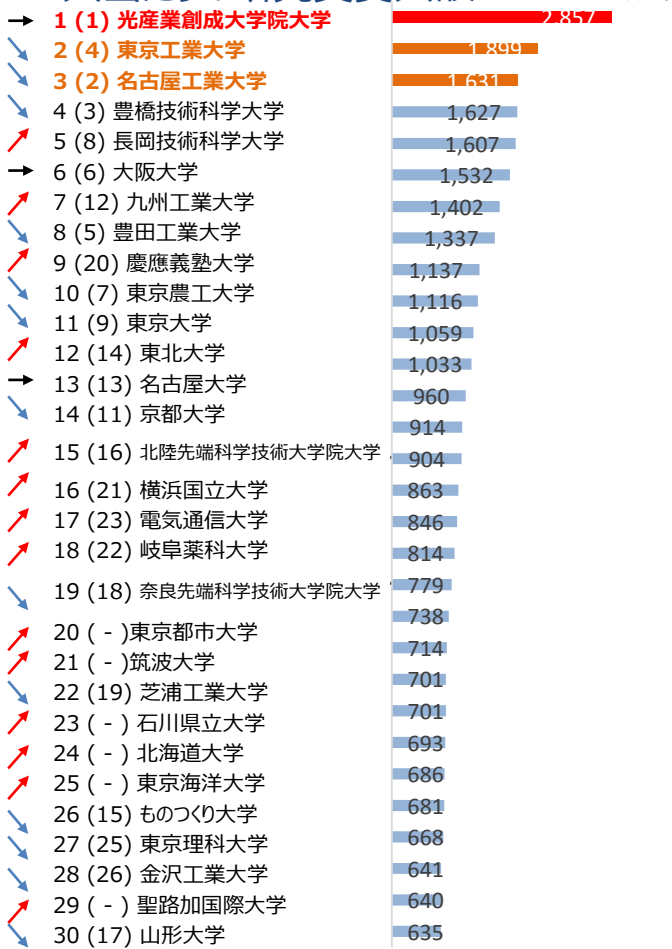 1 (1) 光産業創成大学院大学 2,857
2 (4) 東京工業大学 1,899
3 (2) 名古屋工業大学 1,631
4 (3) 豊橋技術科学大学 1,627
5 (8) 長岡技術科学大学 1,607
6 (6) 大阪大学 1,532
7 (12) 九州工業大学 1,402
8 (5) 豊田工業大学 1,337
9 (20) 慶應義塾大学 1,137
10 (7) 東京農工大学 1,116
11 (9) 東京大学 1,059
12 (14) 東北大学 1,033
13 (13) 名古屋大学 960
14 (11) 京都大学 914
15 (16) 北陸先端科学技術大学院大学 904
16 (21) 横浜国立大学 863
17 (23) 電気通信大学 846
18 (22) 岐阜薬科大学 814
19 (18) 奈良先端科学技術大学院大学 779
20 ( - )東京都市大学 738
21 ( - )筑波大学 714
22 (19) 芝浦工業大学 701
23 ( - ) 石川県立大学 701
24 ( - ) 北海道大学 693
25 ( - ) 東京海洋大学 686
26 (15) ものつくり大学 681
27 (25) 東京理科大学 668
28 (26) 金沢工業大学 641
29 ( - ) 聖路加国際大学 640
30 (17) 山形大学 635